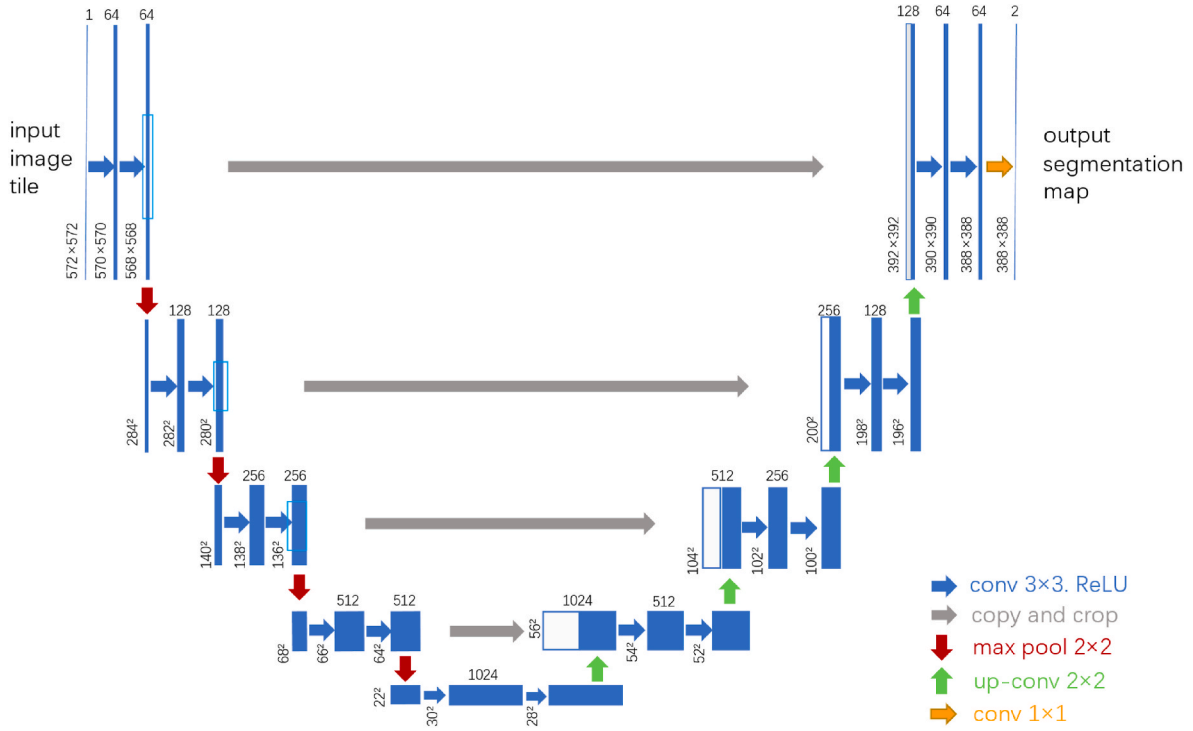 1 64 64
128 64 64 2
input
image
tile
output
segmentation
map
572×572
570×570
568×568
392×392
390×390
388×388
388×388
128 128
256 128
284²
282²
280²
200²
198²
196²
256 256
512 256
140²
138²
136²
104²
102²
100²
512 512
1024 512
68²
66²
64²
56²
54²
52²
1024
22²
30²
28²
conv 3×3. ReLU
copy and crop
max pool 2×2
up-conv 2×2
conv 1×1